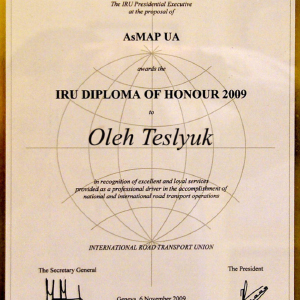 The IRU Presidential Executive
at the proposal of
AsMAP UA
awards the
IRU DIPLOMA OF HONOUR 2009
to
Oleh Teslyuk
in recognition of excellent and loyal services
provided as a professional driver in the accomplishment of
national and international road transport operations
INTERNATIONAL ROAD TRANSPORT UNION
The Secretary General The President
Geneva, 6 November 2009